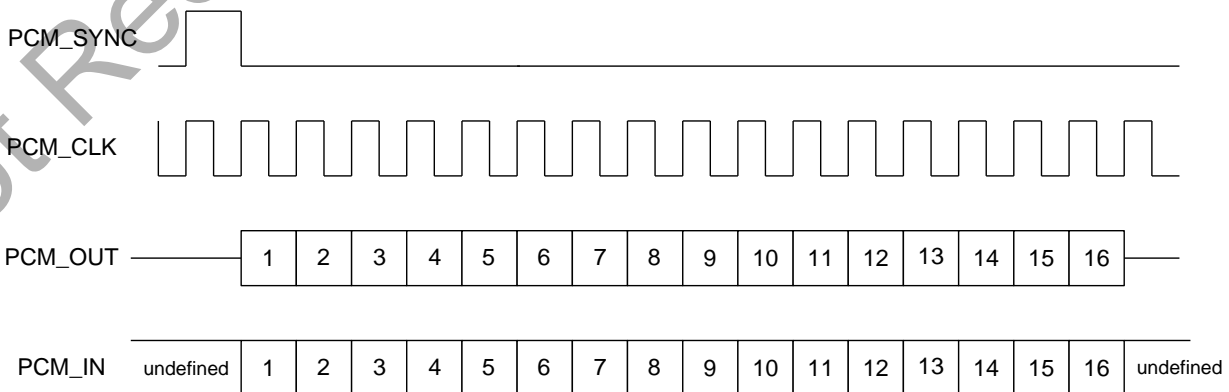 PCM_SYNC
PCM_CLK
PCM_OUT 1 2 3 4 5 6 7 8 9 10 11 12 13 14 15 16
PCM_IN undefined 1 2 3 4 5 6 7 8 9 10 11 12 13 14 15 16 undefined